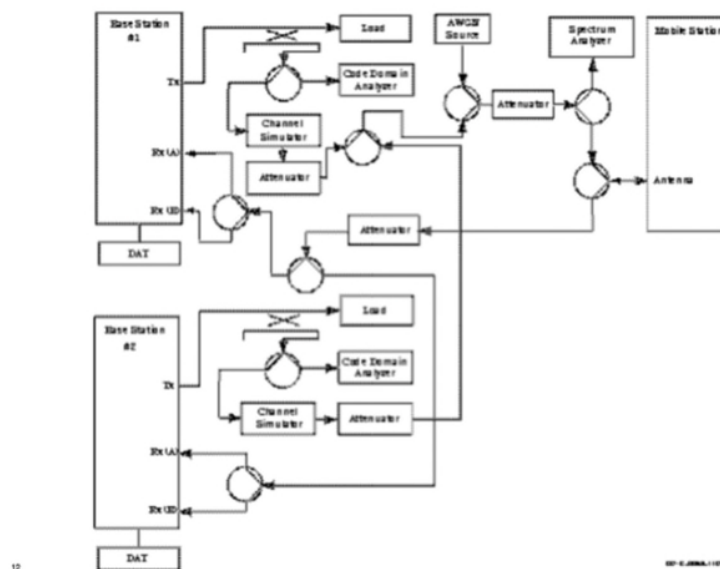 Base Station
#1
Tx
Rx (A)
Rx (B)
DAT
Load
Code Domain
Analyzer
Channel
Simulator
Attenuator
AWGN
Source
Attenuator
Spectrum
Analyzer
Mobile Station
Antenna
Attenuator
Base Station
#2
Tx
Rx (A)
Rx (B)
DAT
Load
Code Domain
Analyzer
Channel
Simulator
Attenuator
12